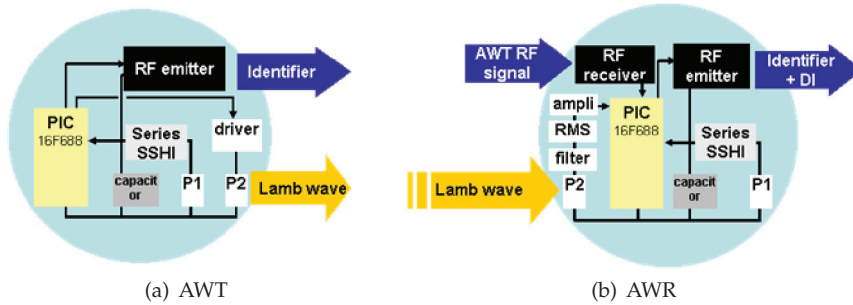 RF emitter
Identifier
PIC
16F688
Series
SSHI
driver
capacit
or
P1
P2
Lamb wave
(a) AWT
AWT RF
signal
RF
receiver
RF
emitter
Identifier
+ DI
ampli
RMS
filter
P2
PIC
16F688
Series
SSHI
capacit
or
P1
Lamb wave
(b) AWR